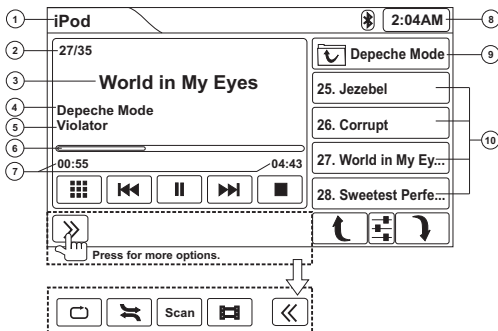 1 iPod 2:04AM 8
2 27/35 Depeche Mode 9
3 World in My Eyes 25. Jezebel
4 Depeche Mode
5 Violator 26. Corrupt 10
6
7 00:55 04:43 27. World in My Ey...
28. Sweetest Perfe...
Press for more options.
Scan